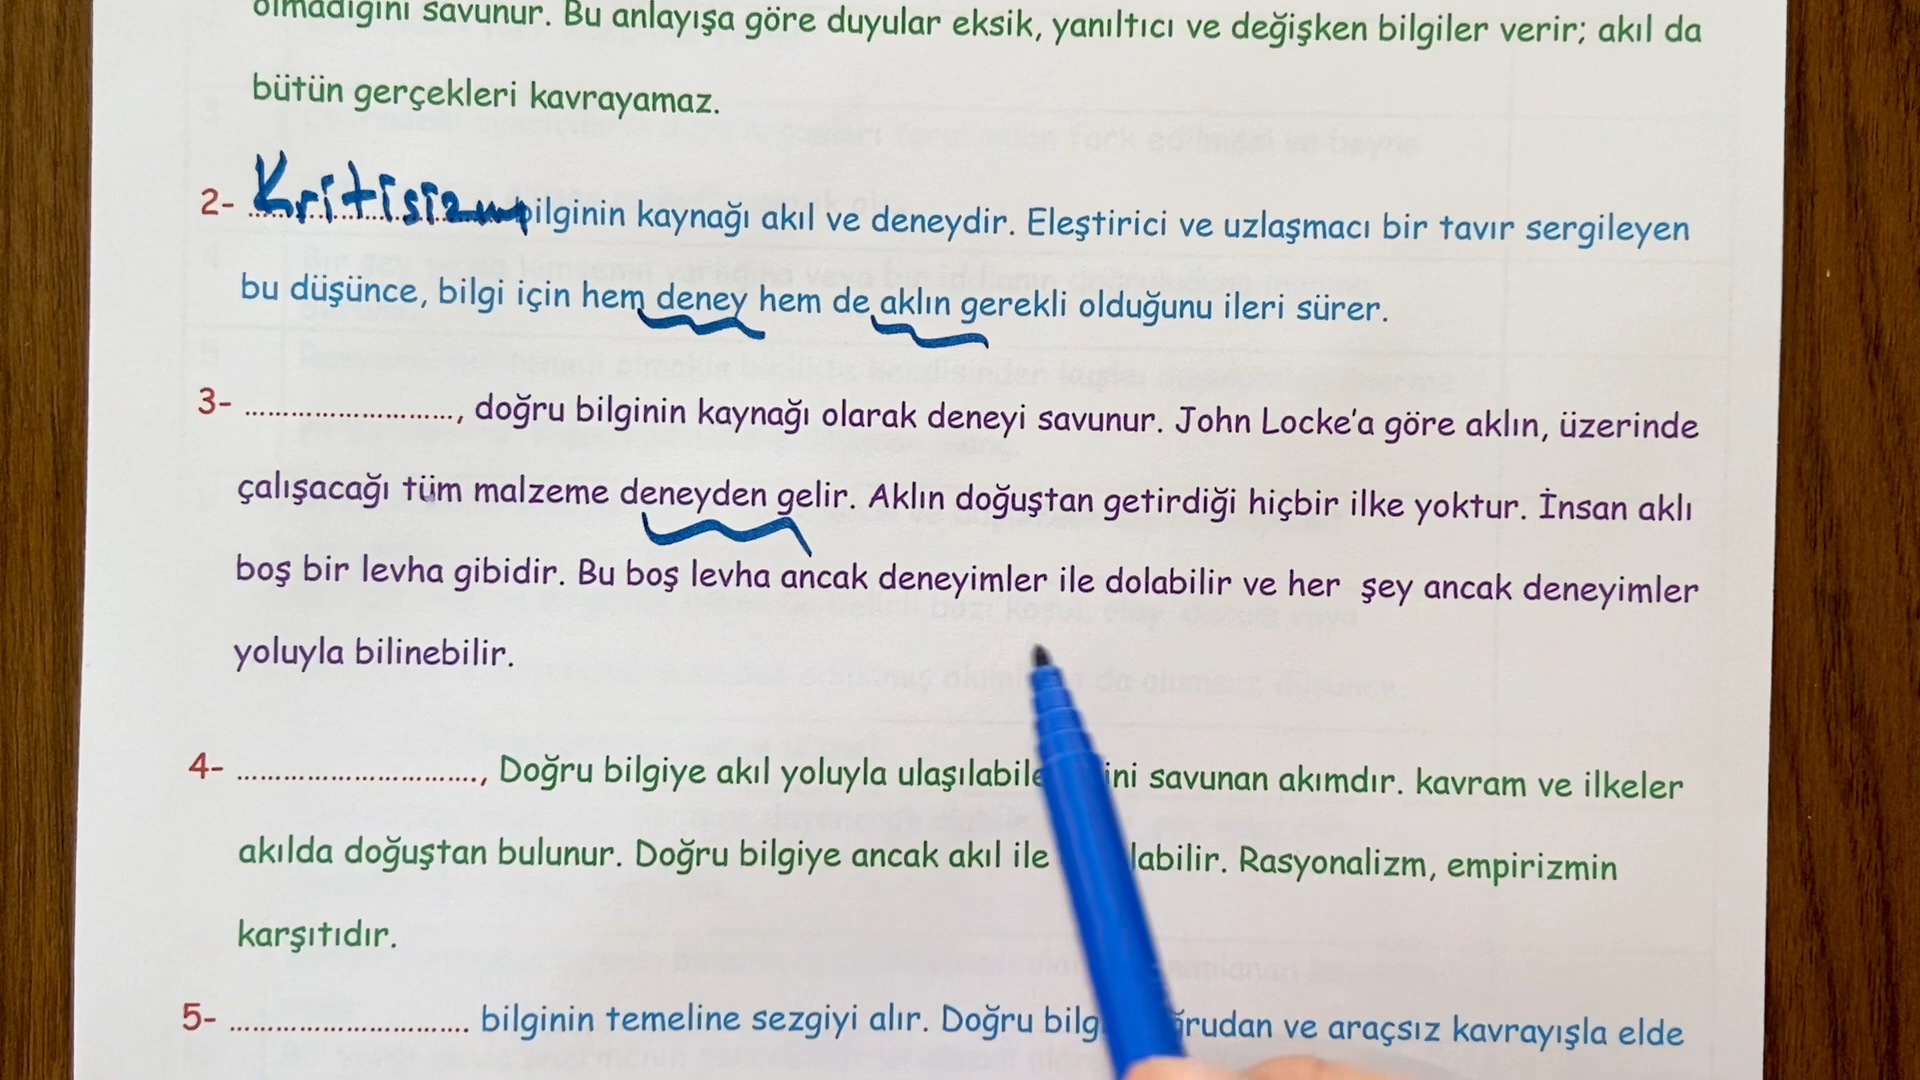 olmadığını savunur. Bu anlayışa göre duyular eksik, yanıltıcı ve değişken bilgiler verir; akıl da
bütün gerçekleri kavrayamaz.
2- Kritisizm bilginin kaynağı akıl ve deneydir. Eleştirici ve uzlaşmacı bir tavır sergileyen
bu düşünce, bilgi için hem deney hem de aklın gerekli olduğunu ileri sürer.
3- ............................, doğru bilginin kaynağı olarak deneyi savunur. John Locke'a göre aklın, üzerinde
çalışacağı tüm malzeme deneyden gelir. Aklın doğuştan getirdiği hiçbir ilke yoktur. İnsan aklı
boş bir levha gibidir. Bu boş levha ancak deneyimler ile dolabilir ve her şey ancak deneyimler
yoluyla bilinebilir.
4- ................................, Doğru bilgiye akıl yoluyla savunan akımdır. kavram ve ilkeler
akılda doğuştan bulunur. Doğru bilgiye ancak akıl ile Rasyonalizm, empirizmin
karşıtıdır.
5- ................................ bilginin temeline sezgiyi alır. Doğru ve araçsız kavrayışla elde